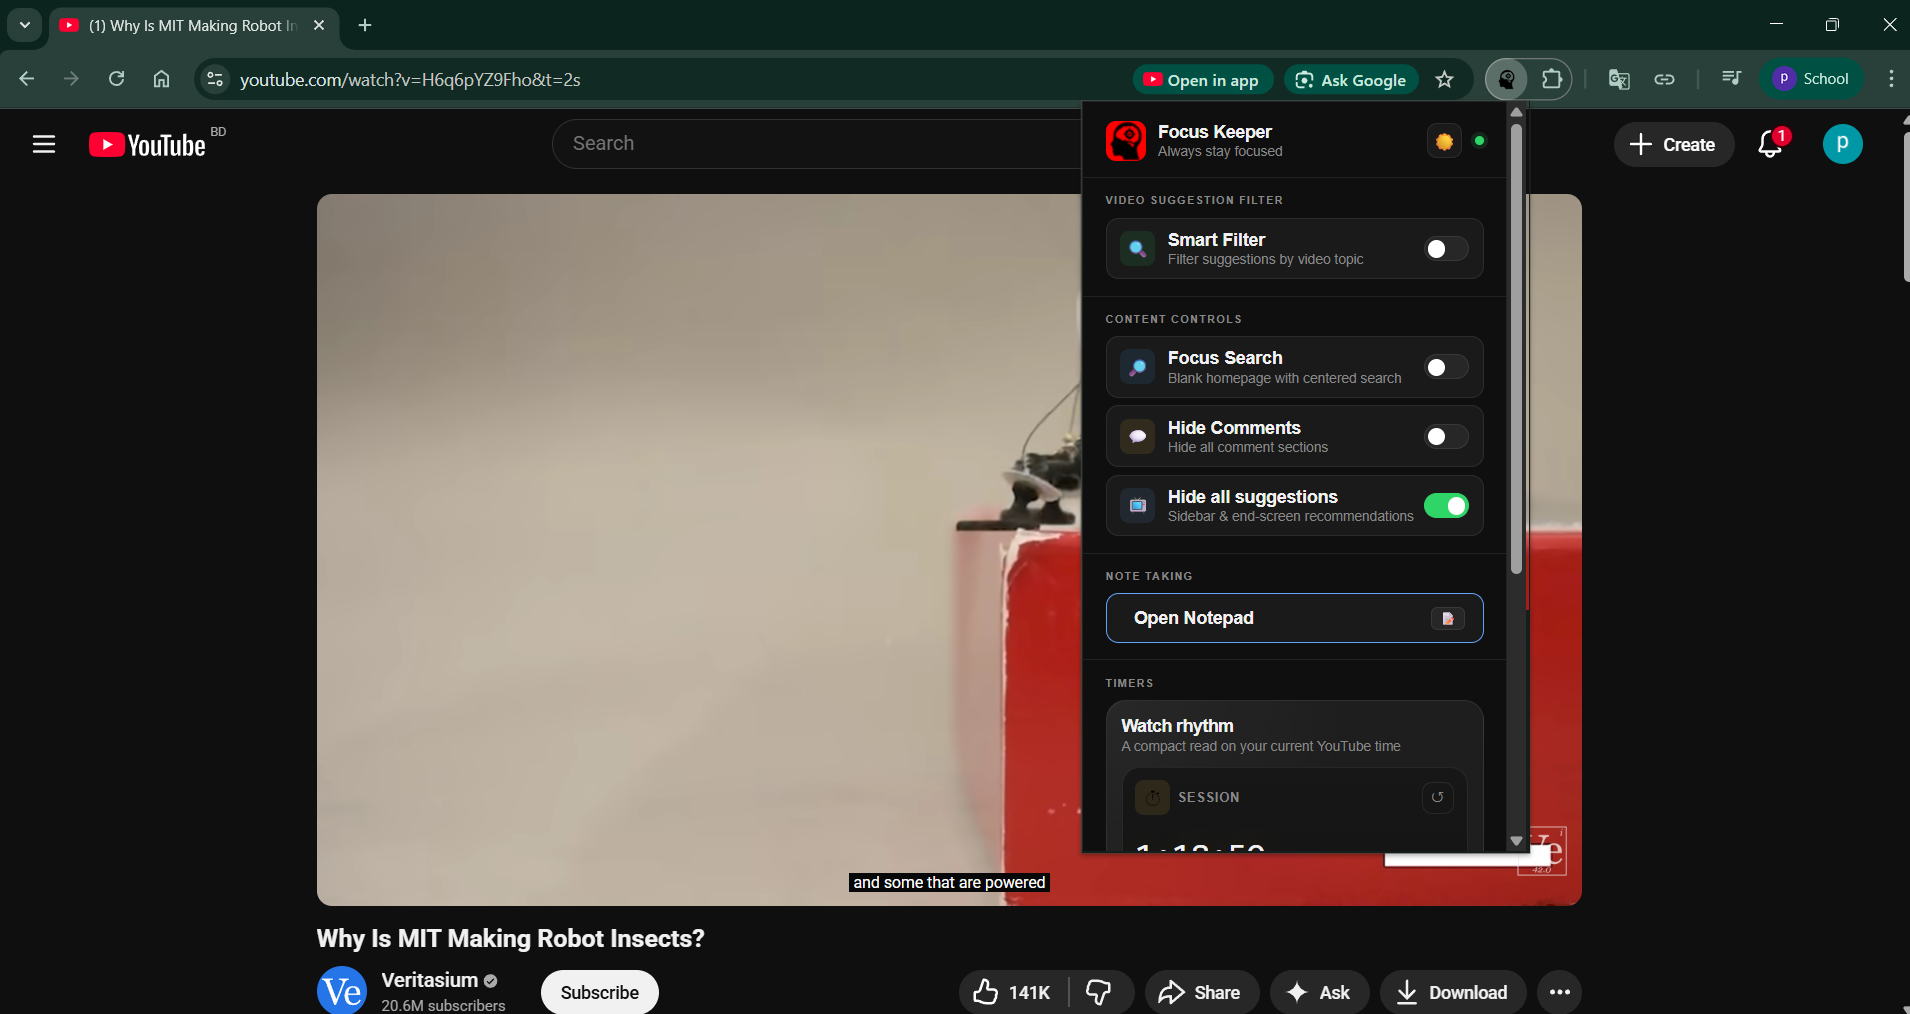 (1) Why Is MIT Making Robot In
youtube.com/watch?v=H6q6pYZ9Fho&t=2s
Open in app
Ask Google
P
School
YouTube
BD
Search
Create
1
p
Focus Keeper
Always stay focused
VIDEO SUGGESTION FILTER
Smart Filter
Filter suggestions by video topic
CONTENT CONTROLS
Focus Search
Blank homepage with centered search
Hide Comments
Hide all comment sections
Hide all suggestions
Sidebar & end-screen recommendations
NOTE TAKING
Open Notepad
TIMERS
Watch rhythm
A compact read on your current YouTube time
SESSION
i
Ve
42.0
and some that are powered
Why Is MIT Making Robot Insects?
Ve
Veritasium
20.6M subscribers
Subscribe
141K
Share
Ask
Download